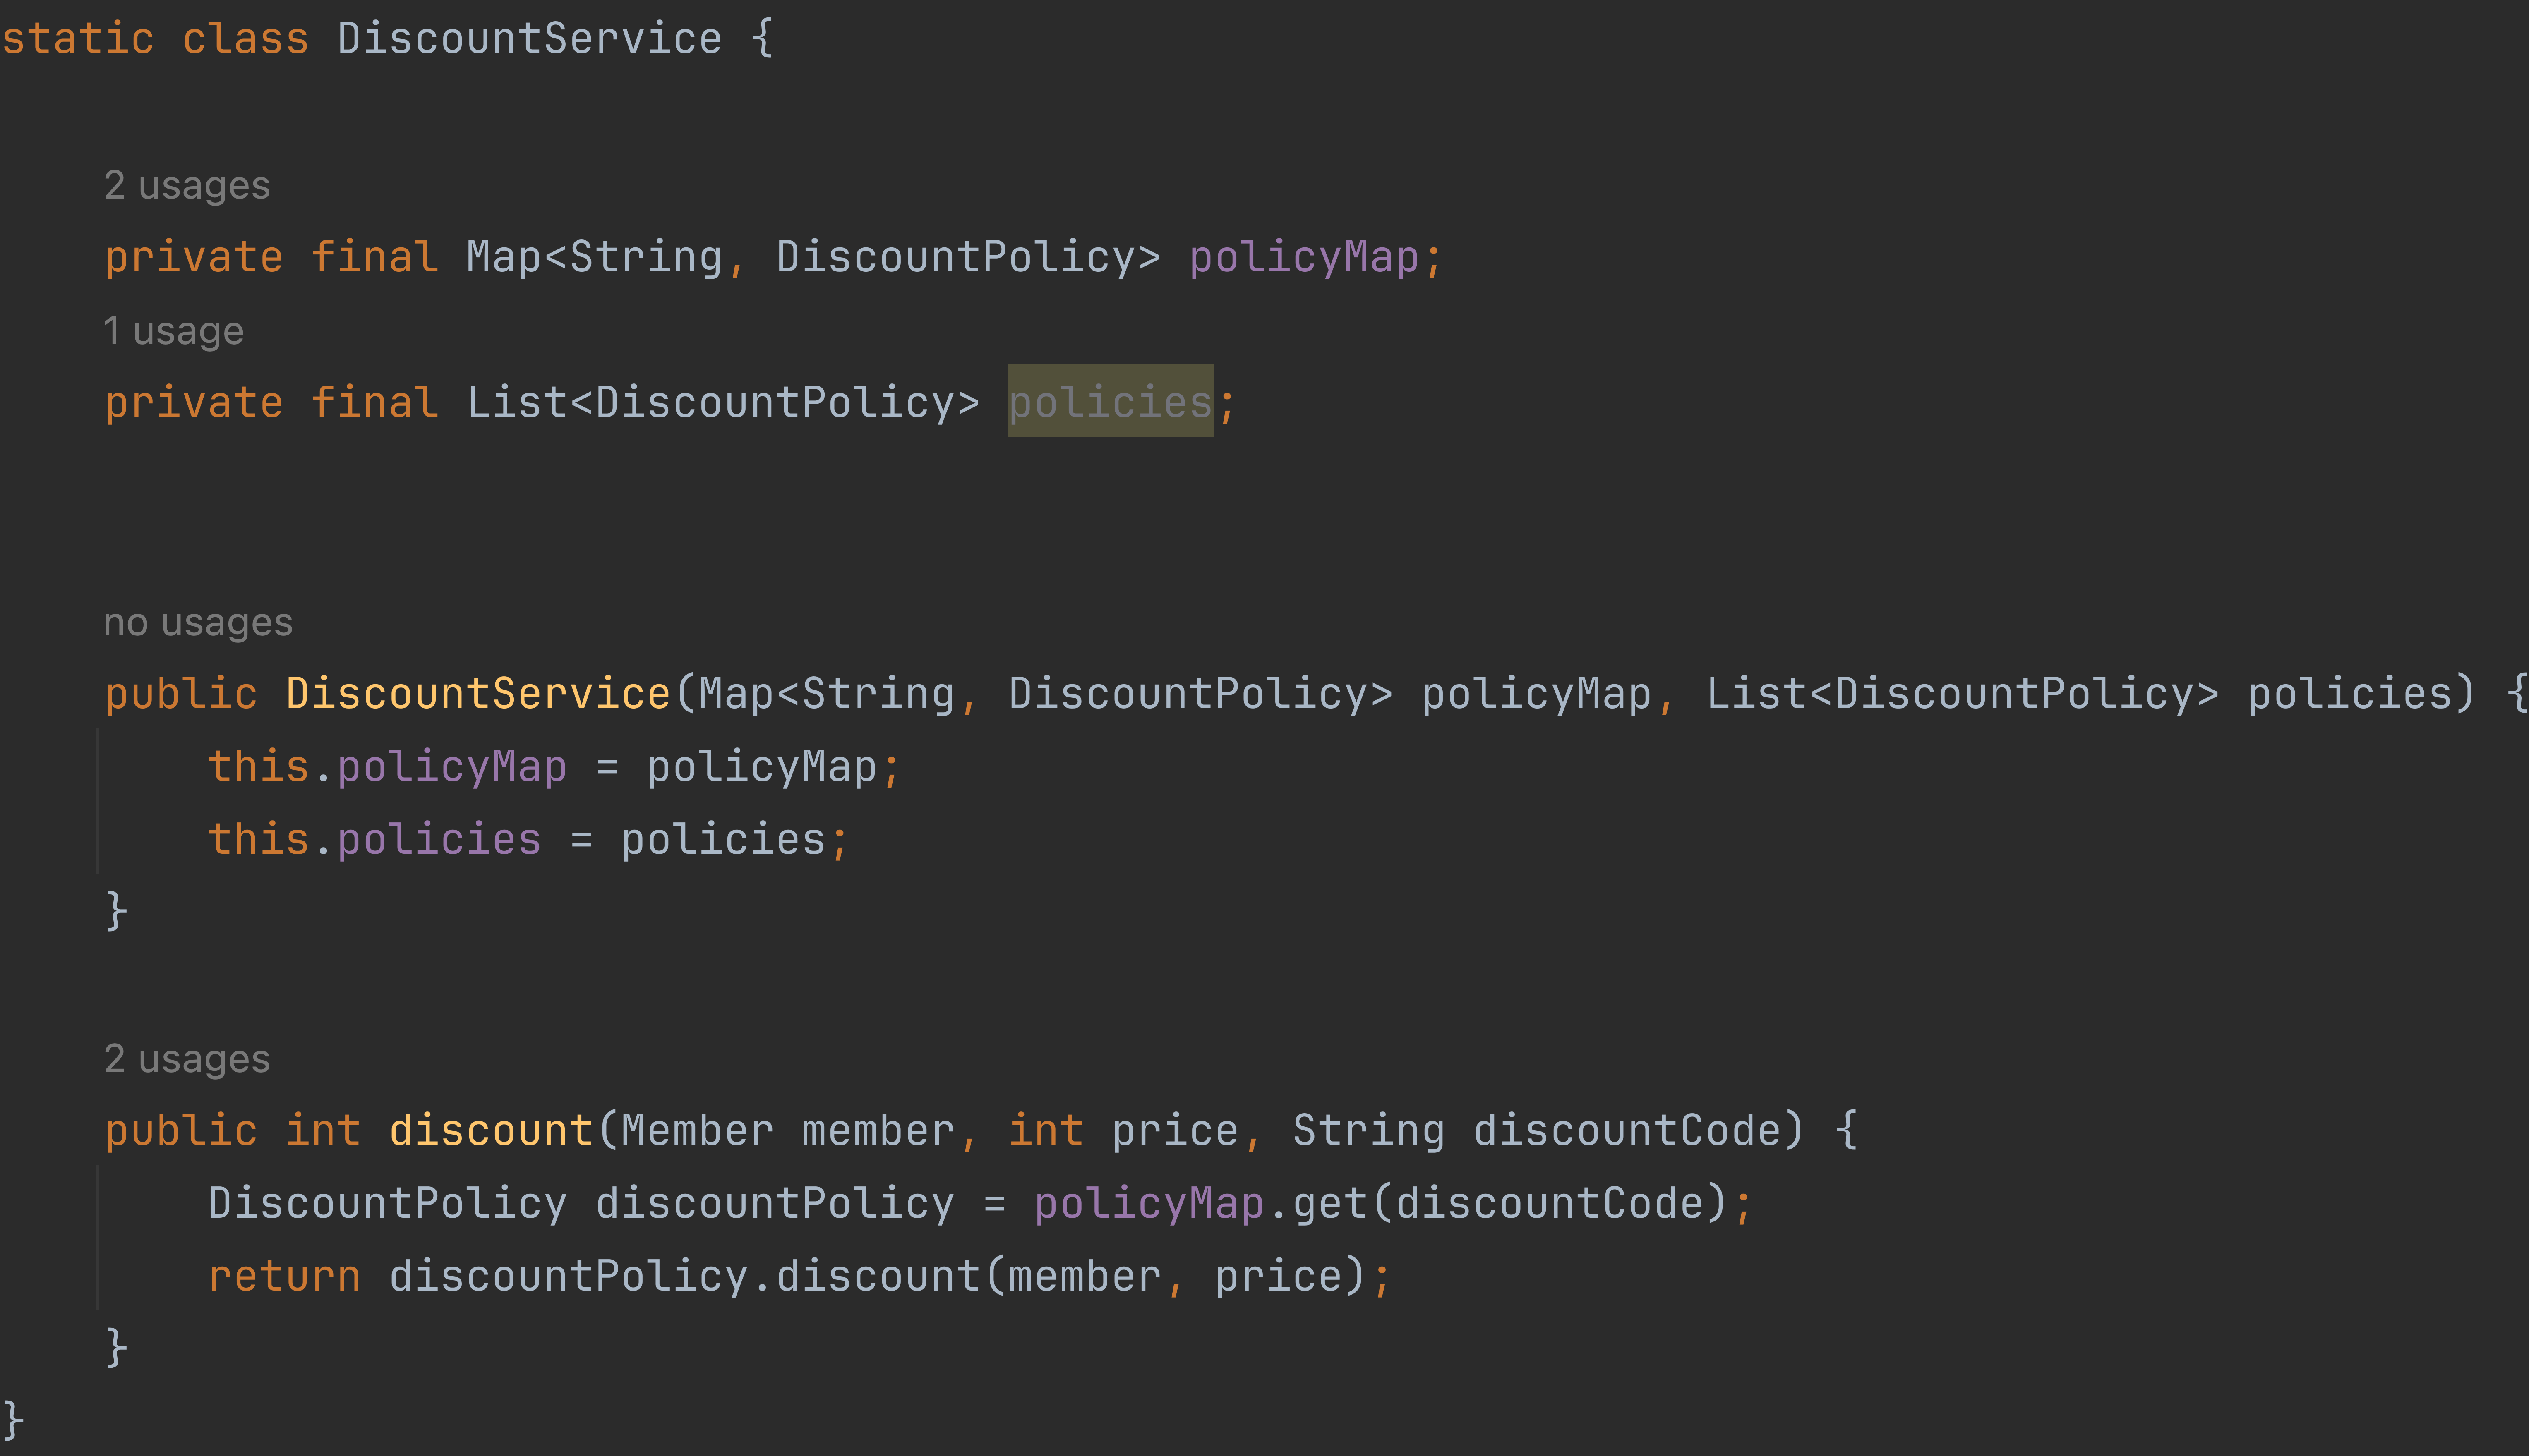 static class DiscountService {
2 usages
private final Map<String, DiscountPolicy> policyMap;
1 usage
private final List<DiscountPolicy> policies;
no usages
public DiscountService(Map<String, DiscountPolicy> policyMap, List<DiscountPolicy> policies) {
this.policyMap = policyMap;
this.policies = policies;
}
2 usages
public int discount(Member member, int price, String discountCode) {
DiscountPolicy discountPolicy = policyMap.get(discountCode);
return discountPolicy.discount(member, price);
}
}